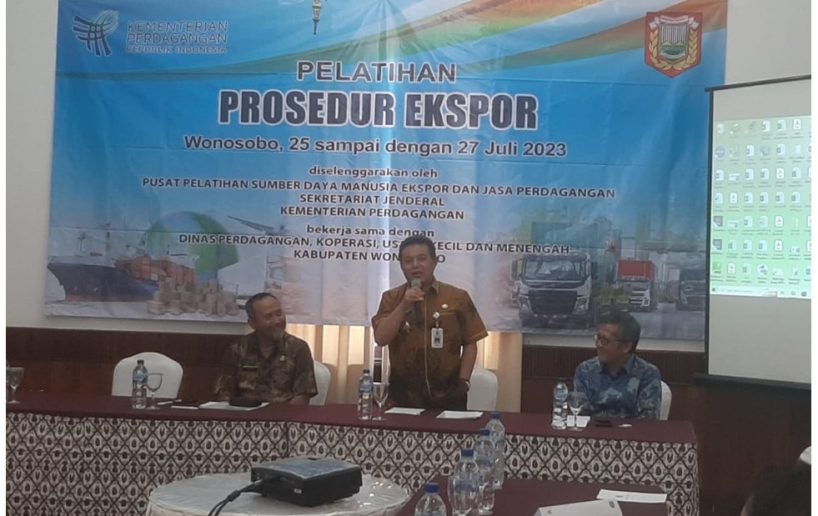 KEMENTERIAN
PERDAGANGAN
REPUBLIK INDONESIA
PELATIHAN
PROSEDUR EKSPOR
Wonosobo, 25 sampai dengan 27 Juli 2023
diselenggarakan oleh
PUSAT PELATIHAN SUMBER DAYA MANUSIA EKSPOR DAN JASA PERDAGANGAN
SEKRETARIAT JENDERAL
KEMENTERIAN PERDAGANGAN
bekerja sama dengan
DINAS PERDAGANGAN, KOPERASI, US ECIL DAN MENENGAH
KABUPATEN WON O